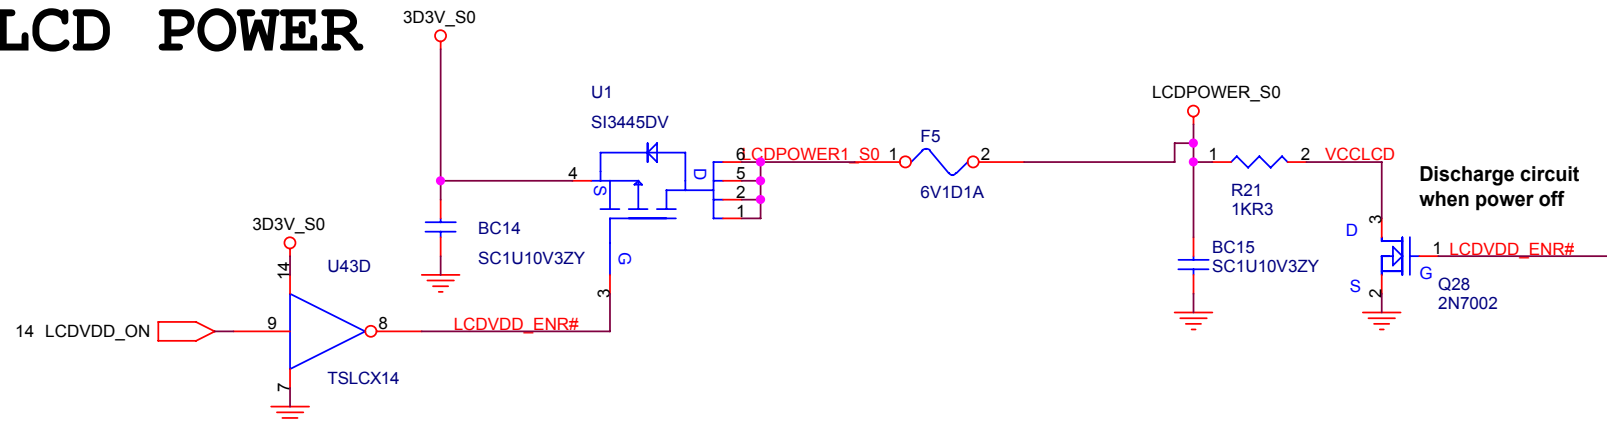 LCD POWER
3D3V_S0
U1
SI3445DV
4
S
D
G
3
6
5
2
1
LCDPOWER1_S0
1
F5
2
6V1D1A
LCDPOWER_S0
1
2
VCCLCD
R21
1KR3
Discharge circuit
when power off
BC14
SC1U10V3ZY
BC15
SC1U10V3ZY
3
D
1
LCDVDD_ENR#
G
S
2
Q28
2N7002
3D3V_S0
14
U43D
14 LCDVDD_ON
9
8
LCDVDD_ENR#
7
TSLCX14